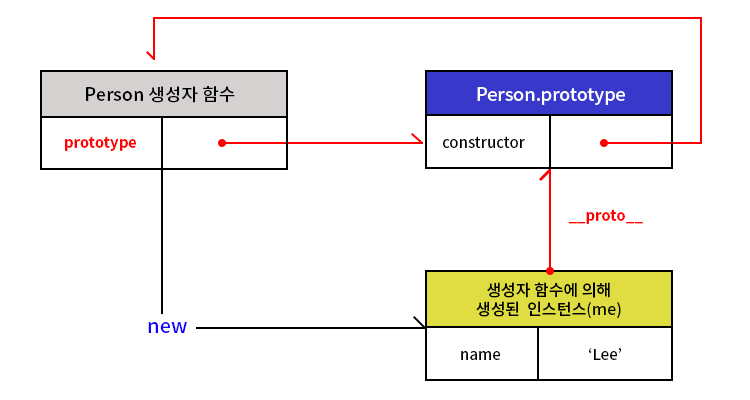 Person 생성자 함수
prototype
Person.prototype
constructor
__proto__
생성자 함수에 의해
생성된 인스턴스(me)
new
name
‘Lee’